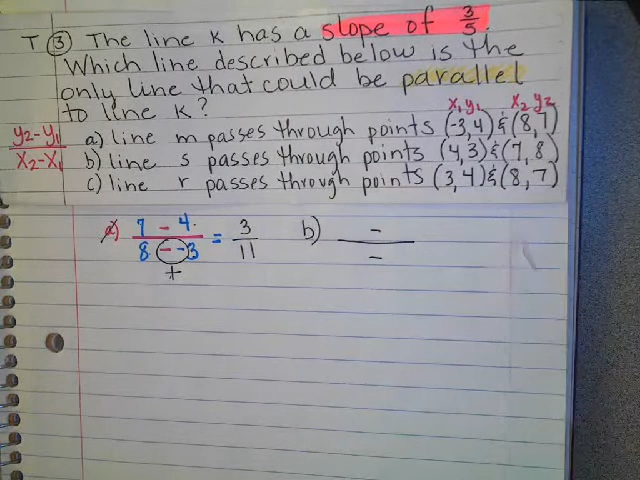 T ③ The line K has a slope of 3/5.
Which line described below is the
only line that could be parallel
to line K?
x₁ y₁ x₂ y₂
y₂-y₁
x₂-x₁
a) line m passes through points (-3,4) & (8,7)
b) line s passes through points (4,3) & (7,8)
c) line r passes through points (3,4) & (8,7)
a) 7 - 4 / 8 - -3 = 3/11
+
b) - / -